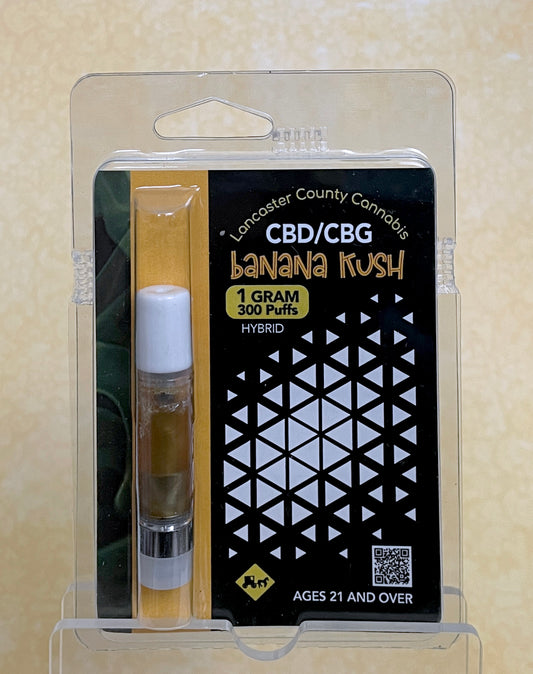 Lancaster County Cannabis
CBD/CBG
BANANA KUSH
1 GRAM
300 Puffs
HYBRID
AGES 21 AND OVER